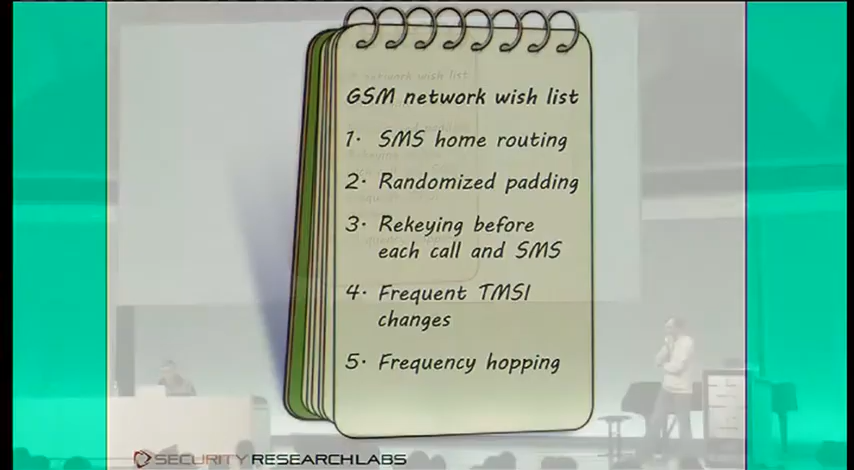 GSM network wish list
1. SMS home routing
2. Randomized padding
3. Rekeying before
each call and SMS
4. Frequent TMSI
changes
5. Frequency hopping
SECURITY RESEARCH LABS